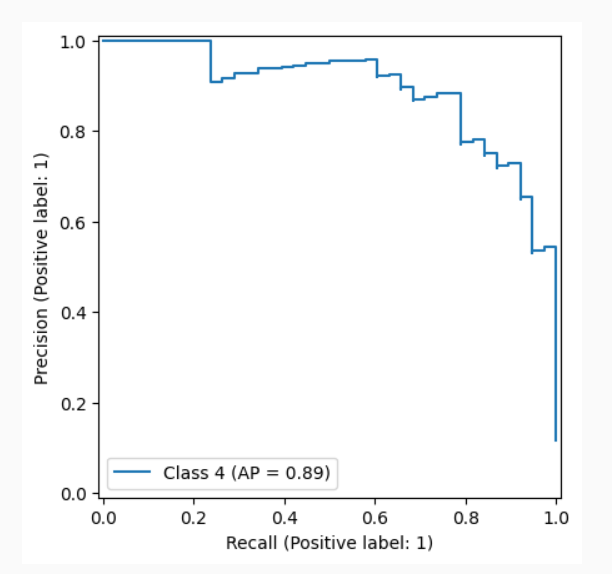 1.0
0.8
0.6
0.4
0.2
0.0
Precision (Positive label: 1)
Class 4 (AP = 0.89)
0.0 0.2 0.4 0.6 0.8 1.0
Recall (Positive label: 1)